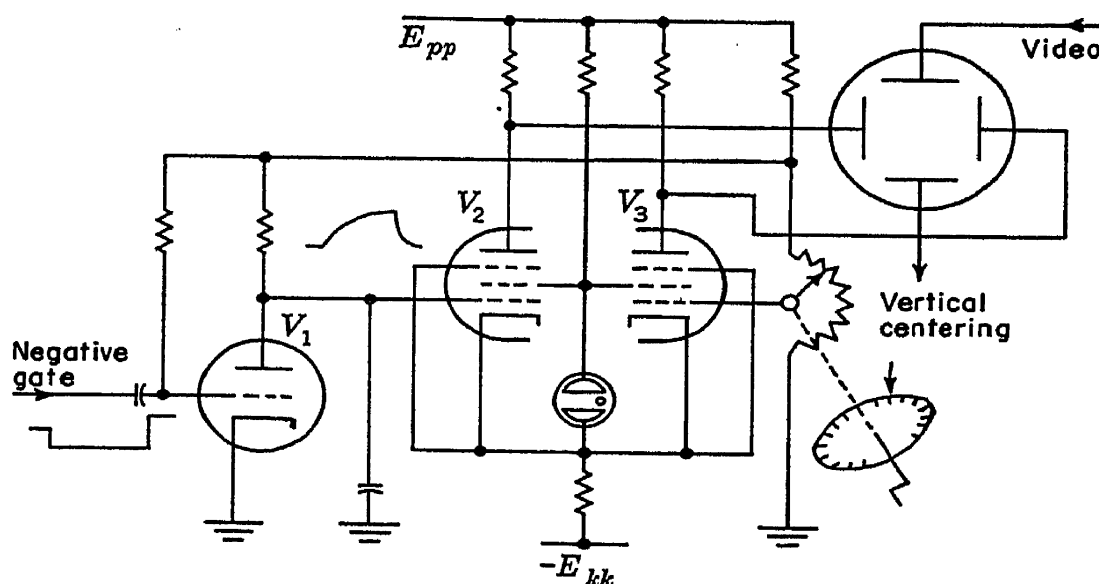 E_pp
Video
V_2
V_3
Vertical
centering
V_1
Negative
gate
-E_kk